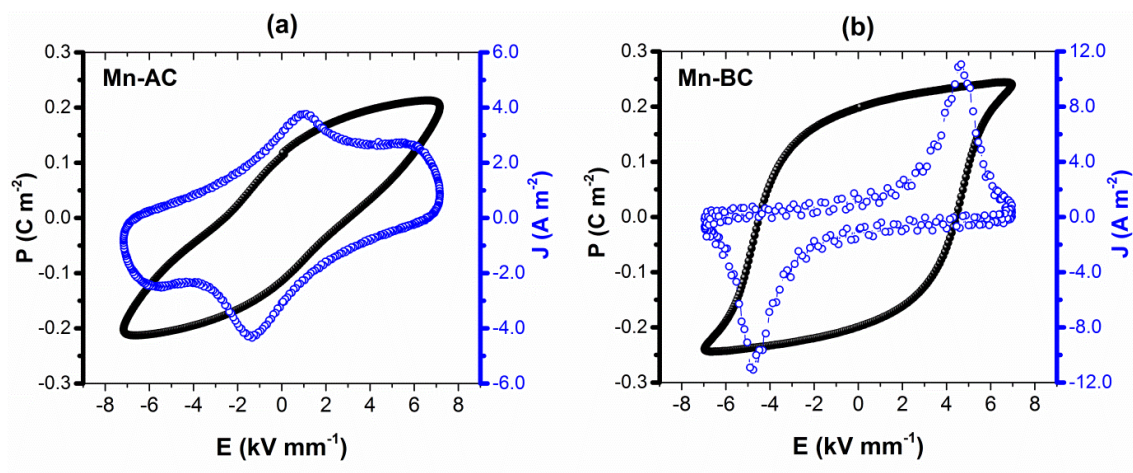 (a)
Mn-AC
0.3
0.2
0.1
0.0
-0.1
-0.2
-0.3
P (C m⁻²)
-8 -6 -4 -2 0 2 4 6 8
E (kV mm⁻¹)
6.0
4.0
2.0
0.0
-2.0
-4.0
-6.0
J (A m⁻²)
(b)
Mn-BC
0.3
0.2
0.1
0.0
-0.1
-0.2
-0.3
P (C m⁻²)
-8 -6 -4 -2 0 2 4 6 8
E (kV mm⁻¹)
12.0
8.0
4.0
0.0
-4.0
-8.0
-12.0
J (A m⁻²)